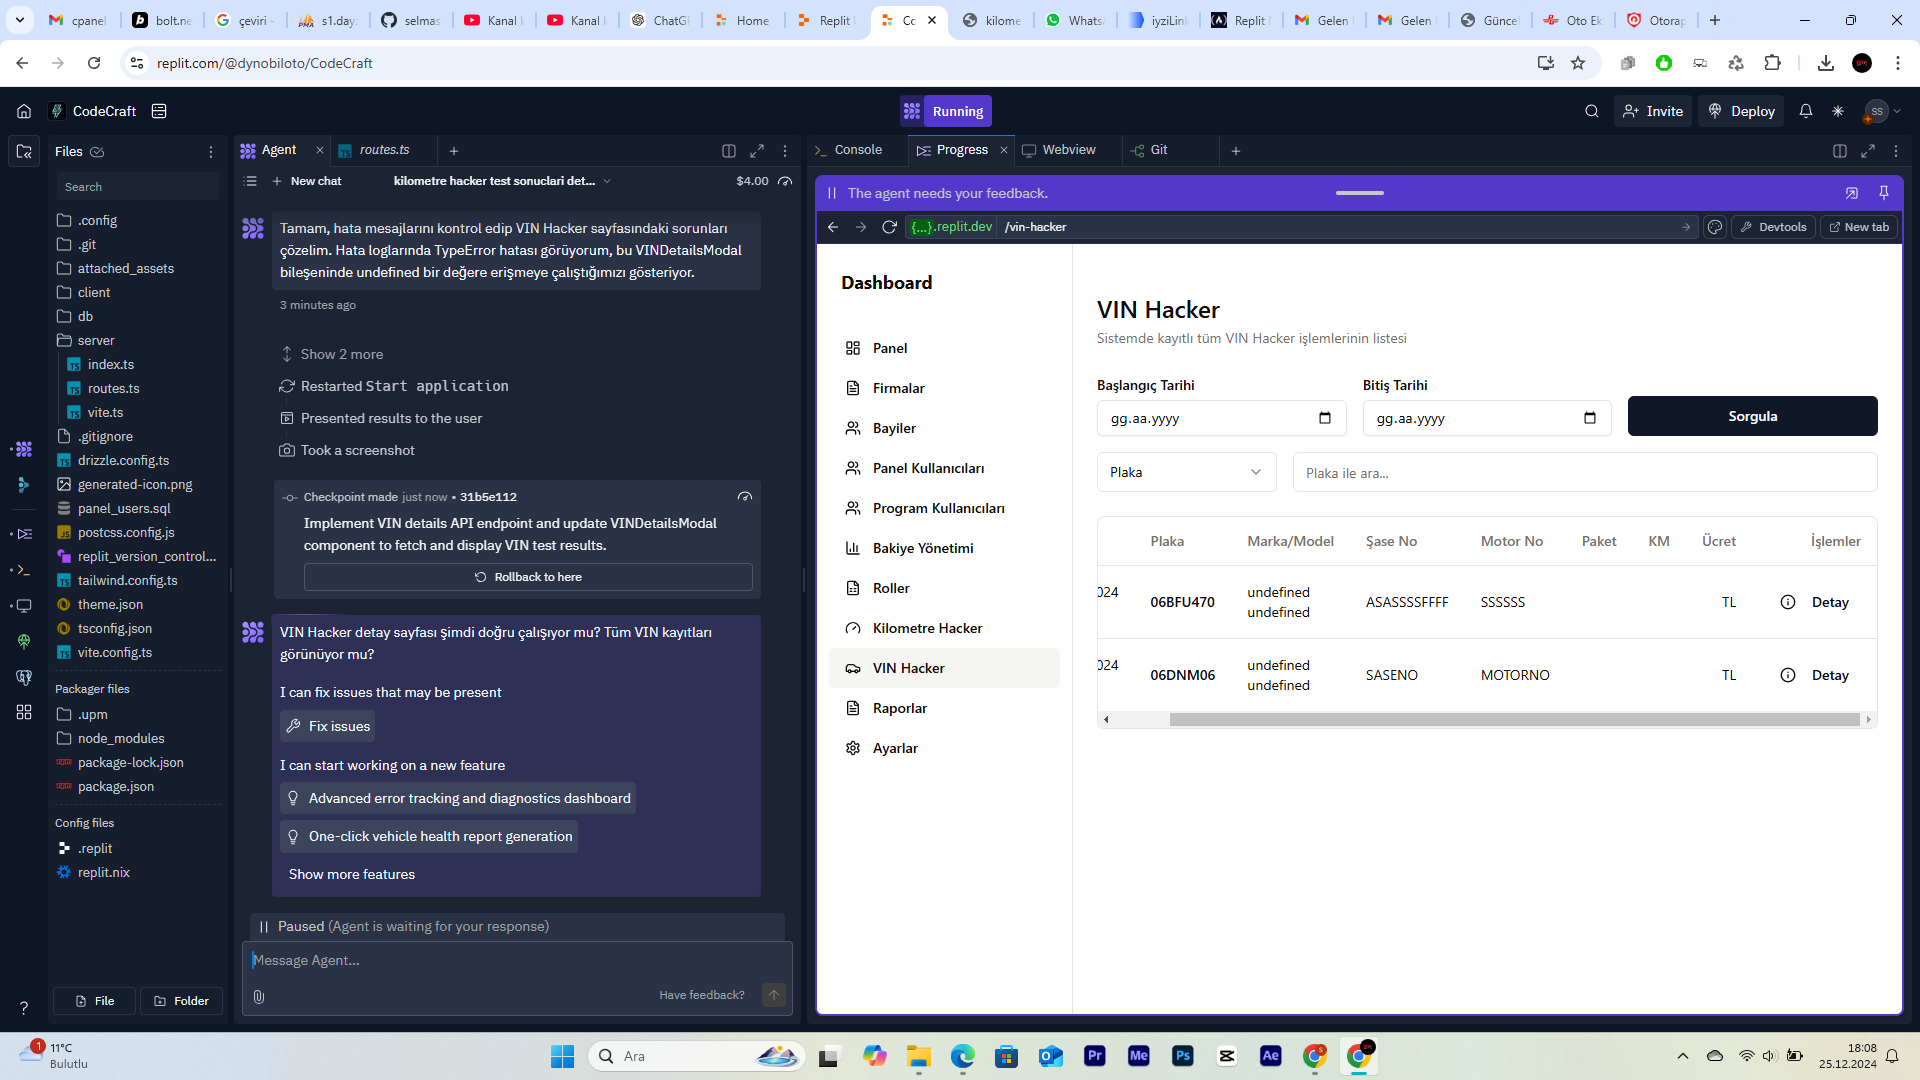 cpanel
bolt.ne
çeviri -
s1.day
selmas
Kanal i
Kanal i
ChatGP
Home
Replit
Cc
kilome
Whats
iyziLink
Replit
Gelen
Gelen
Günce
Oto Ek
Otorap
replit.com/@dynobiloto/CodeCraft
CodeCraft
Running
Invite
Deploy
SS
Files
Agent
routes.ts
Console
Progress
Webview
Git
Search
New chat
kilometre hacker test sonuclari det...
$4.00
The agent needs your feedback.
{...}.replit.dev
/vin-hacker
Devtools
New tab
.config
.git
attached_assets
client
db
server
index.ts
routes.ts
vite.ts
.gitignore
drizzle.config.ts
generated-icon.png
panel_users.sql
postcss.config.js
replit_version_control...
tailwind.config.ts
theme.json
tsconfig.json
vite.config.ts
Packager files
.upm
node_modules
package-lock.json
package.json
Config files
.replit
replit.nix
File
Folder
Tamam, hata mesajlarını kontrol edip VIN Hacker sayfasındaki sorunları
çözelim. Hata loglarında TypeError hatası görüyorum, bu VINDetailsModal
bileşeninde undefined bir değere erişmeye çalıştığımızı gösteriyor.
3 minutes ago
Show 2 more
Restarted Start application
Presented results to the user
Took a screenshot
Checkpoint made just now • 31b5e112
Implement VIN details API endpoint and update VINDetailsModal
component to fetch and display VIN test results.
Rollback to here
VIN Hacker detay sayfası şimdi doğru çalışıyor mu? Tüm VIN kayıtları
görünüyor mu?
I can fix issues that may be present
Fix issues
I can start working on a new feature
Advanced error tracking and diagnostics dashboard
One-click vehicle health report generation
Show more features
Paused (Agent is waiting for your response)
Message Agent...
Have feedback?
Dashboard
Panel
Firmalar
Bayiler
Panel Kullanıcıları
Program Kullanıcıları
Bakiye Yönetimi
Roller
Kilometre Hacker
VIN Hacker
Raporlar
Ayarlar
VIN Hacker
Sistemde kayıtlı tüm VIN Hacker işlemlerinin listesi
Başlangıç Tarihi
Bitiş Tarihi
gg.aa.yyyy
gg.aa.yyyy
Sorgula
Plaka
Plaka ile ara...
Plaka Marka/Model Şase No Motor No Paket KM Ücret İşlemler
024 06BFU470 undefined undefined ASASSSSFFFF SSSSSS TL Detay
024 06DNM06 undefined undefined SASENO MOTORNO TL Detay
1
11°C
Bulutlu
Ara
Pr
Me
Ps
Ae
18:08
25.12.2024